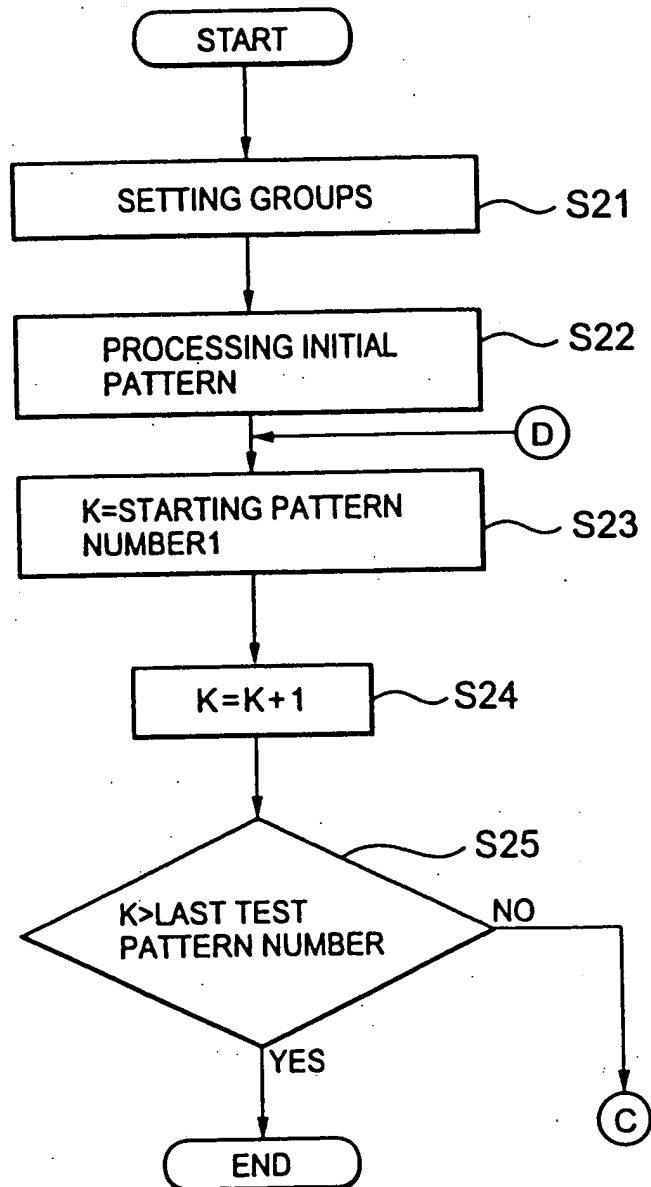 START
SETTING GROUPS
S21
PROCESSING INITIAL
PATTERN
S22
D
K=STARTING PATTERN
NUMBER1
S23
K=K+1
S24
S25
K>LAST TEST
PATTERN NUMBER
NO
YES
C
END